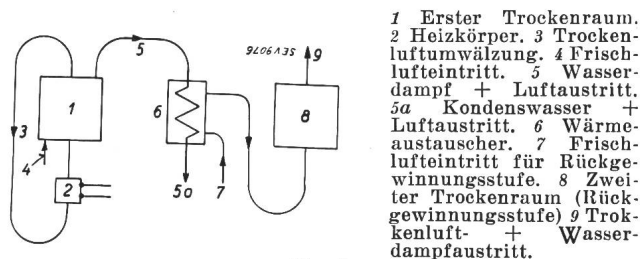 5
SEV9076
9
1
6
8
3
4
2
5a
7
1 Erster Trockenraum.
2 Heizkörper. 3 Trocken-
luftumwälzung. 4 Frisch-
lufteintritt. 5 Wasser-
dampf + Luftaustritt.
5a Kondenswasser +
Luftaustritt. 6 Wärme-
austauscher. 7 Frisch-
lufteintritt für Rückge-
winnungsstufe. 8 Zwei-
ter Trockenraum (Rück-
gewinnungsstufe) 9 Trok-
kenluft- + Wasser-
dampfaustritt.